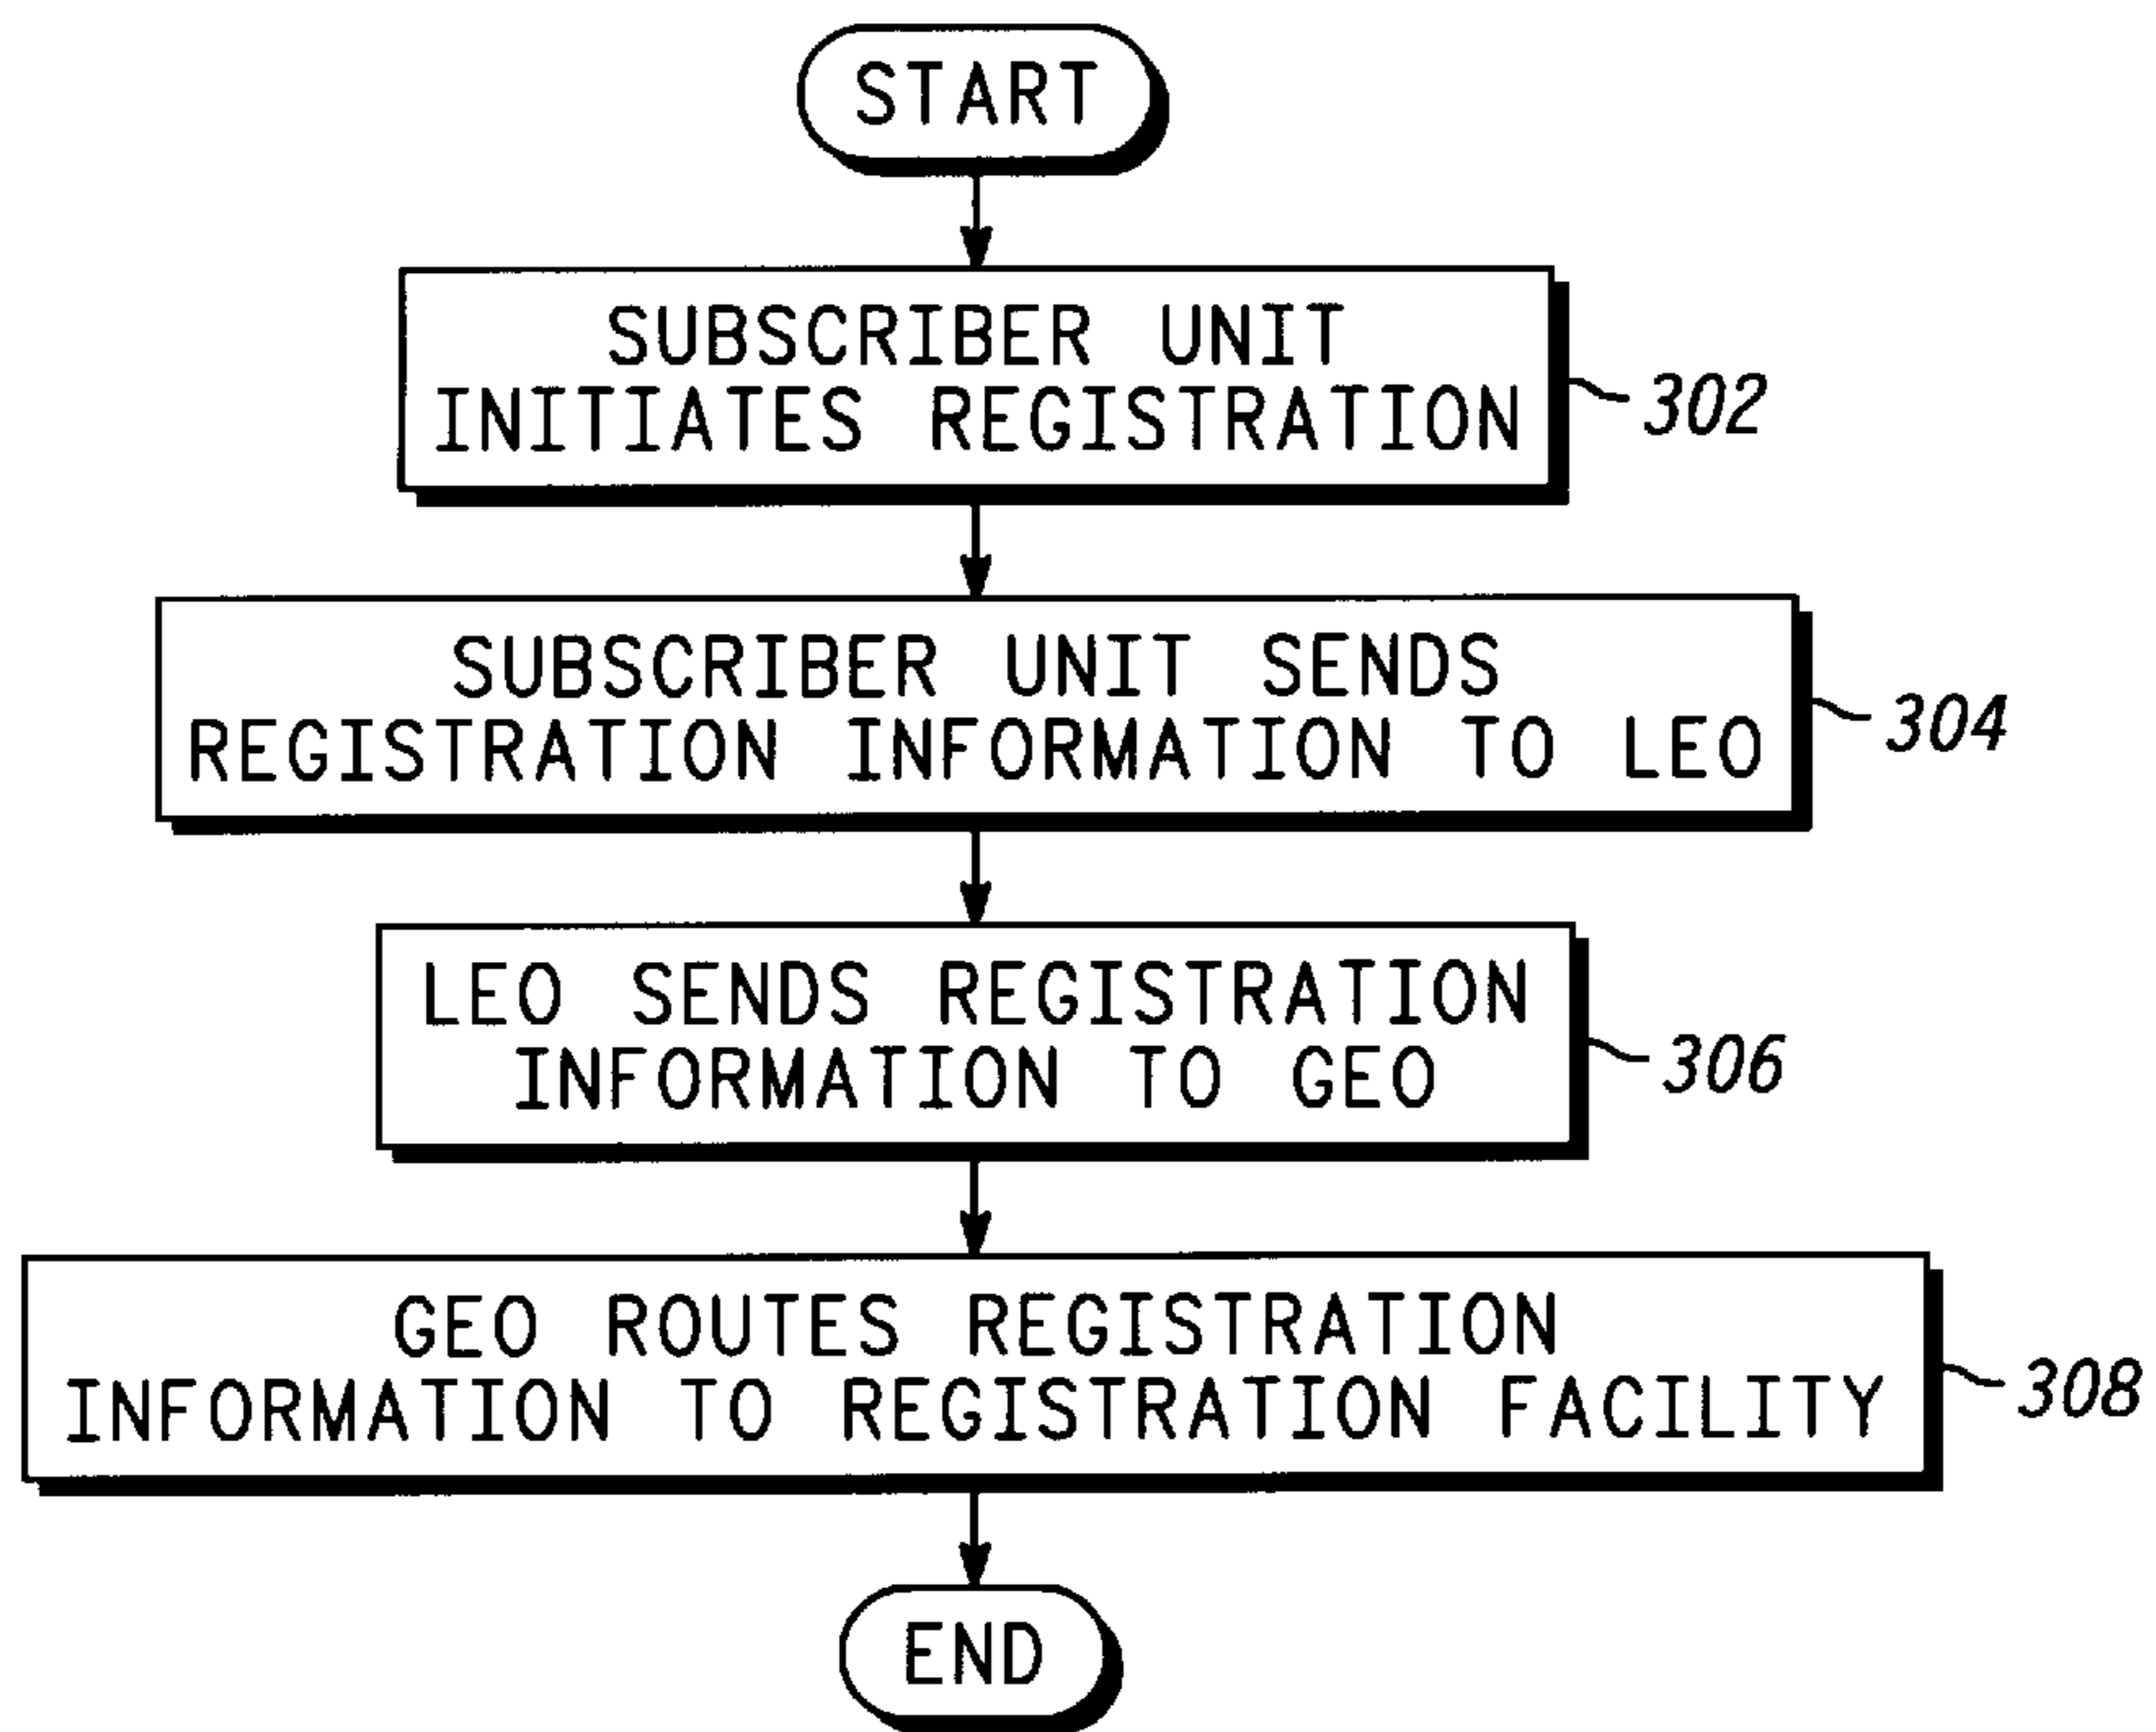 START
SUBSCRIBER UNIT
INITIATES REGISTRATION
302
SUBSCRIBER UNIT SENDS
REGISTRATION INFORMATION TO LEO
304
LEO SENDS REGISTRATION
INFORMATION TO GEO
306
GEO ROUTES REGISTRATION
INFORMATION TO REGISTRATION FACILITY
308
END